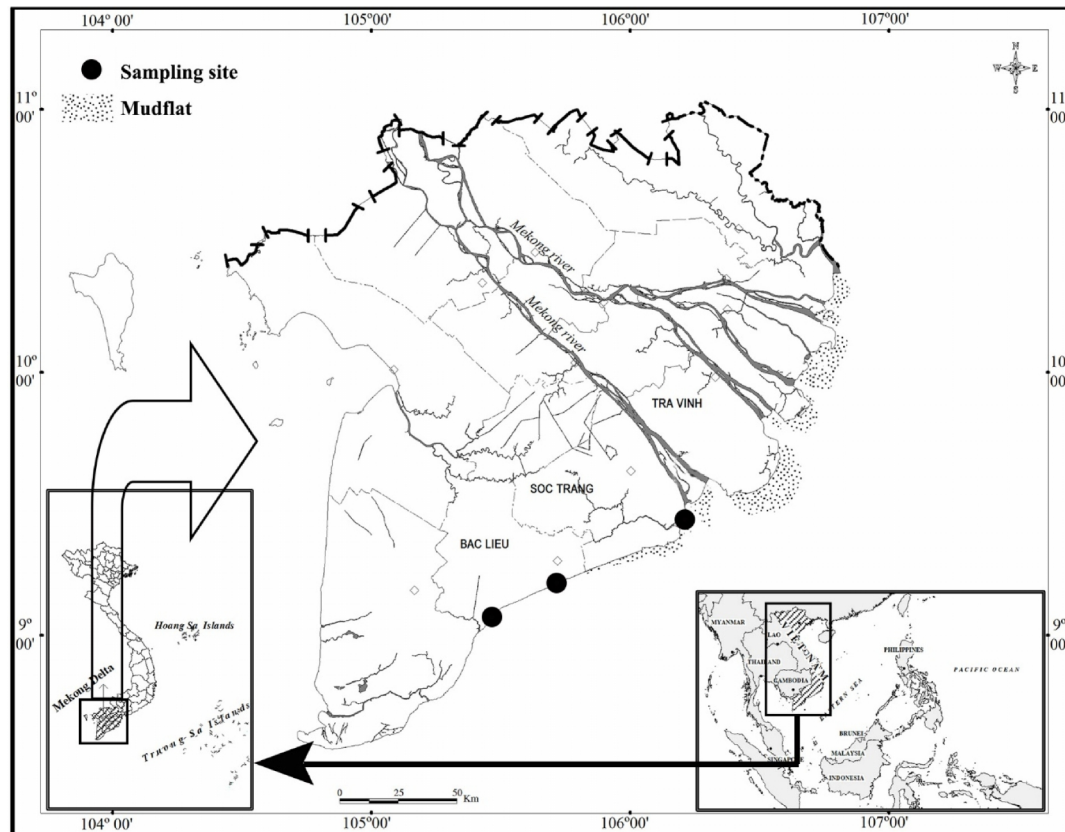 104° 00' 105° 00' 106° 00' 107° 00'
Sampling site
Mudflat
N
W E
S
11°
00'
11°
00'
Mekong river
Mekong river
10°
00'
10°
00'
TRA VINH
SOC TRANG
BAC LIEU
Hoang Sa Islands
Mekong Delta
Truong Sa Islands
9°
00'
9°
00'
MYANMAR
LAO
VIETNAM
THAILAND
CAMBODIA
PHILIPPINES
PACIFIC OCEAN
EASTERN SEA
BRUNEI
MALAYSIA
SINGAPORE
INDONESIA
0 25 50
Km
104° 00' 105° 00' 106° 00' 107° 00'